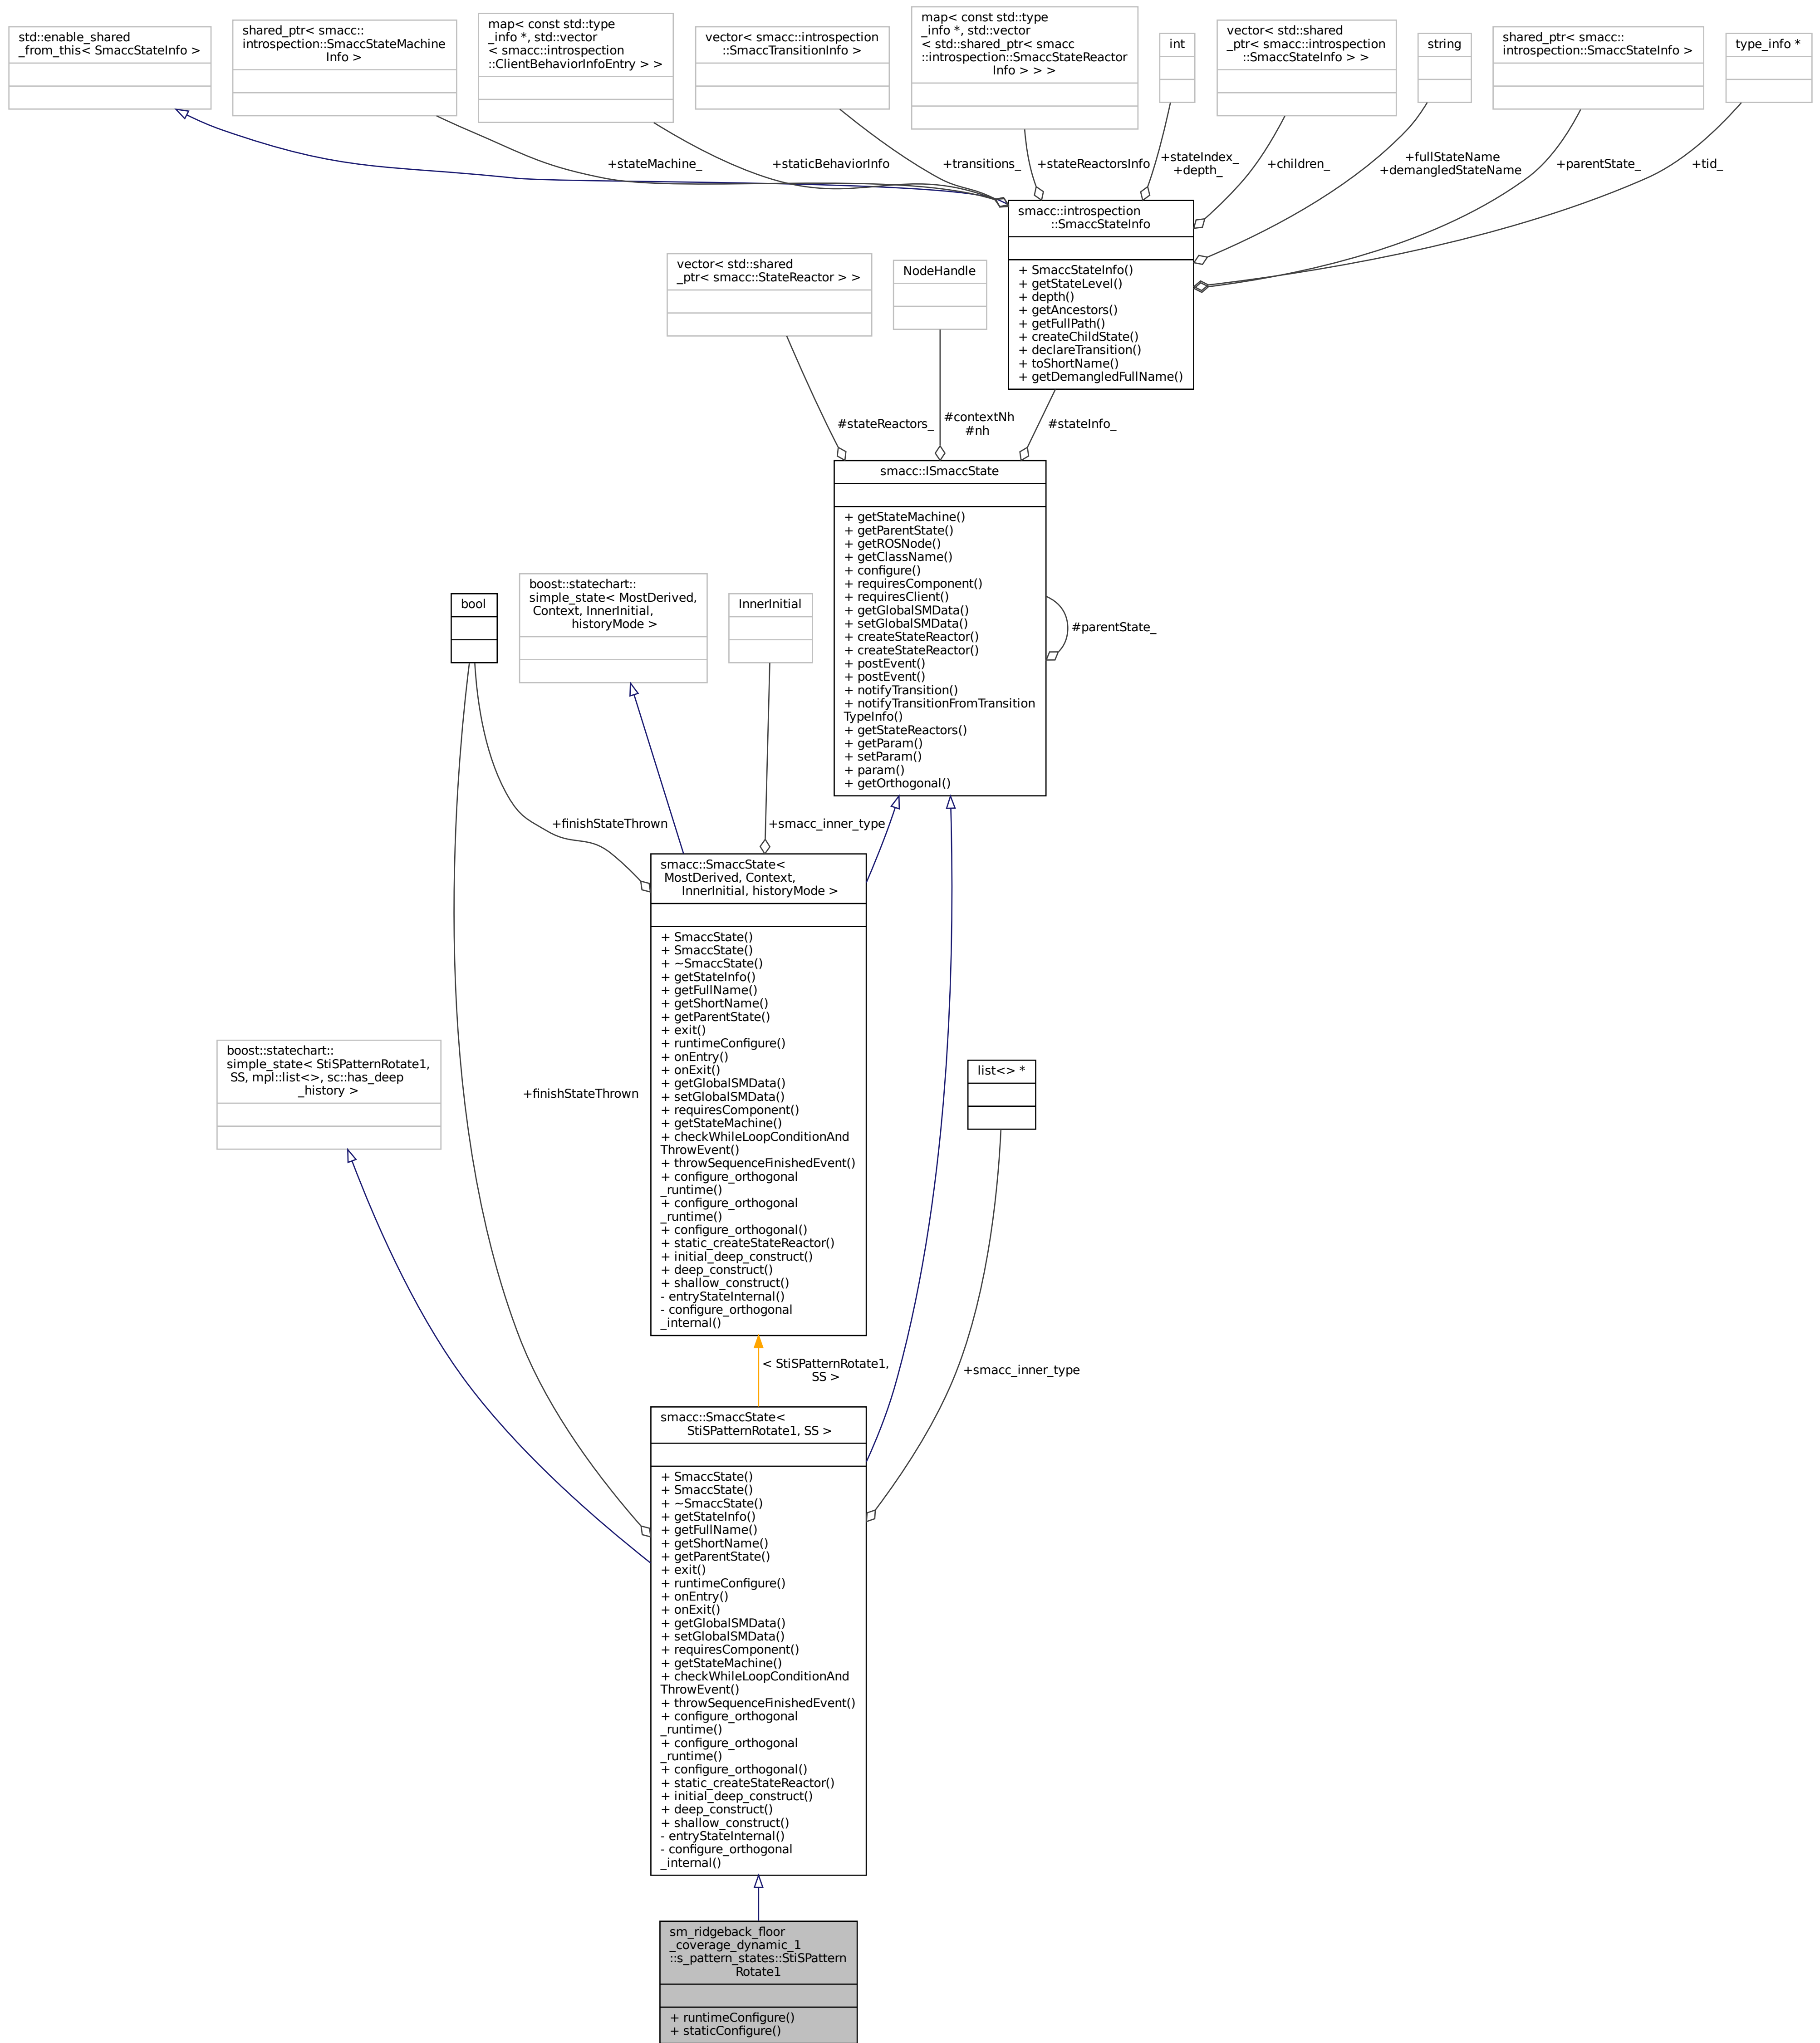 std::enable_shared
_from_this< SmaccStateInfo >
shared_ptr< smacc::
introspection::SmaccStateMachine
Info >
map< const std::type
_info *, std::vector
< smacc::introspection
::ClientBehaviorInfoEntry > >
vector< smacc::introspection
::SmaccTransitionInfo >
map< const std::type
_info *, std::vector
< std::shared_ptr< smacc
::introspection::SmaccStateReactor
Info > > >
int
vector< std::shared
_ptr< smacc::introspection
::SmaccStateInfo > >
string
shared_ptr< smacc::
introspection::SmaccStateInfo >
type_info *
+stateMachine_
+staticBehaviorInfo
+transitions_
+stateReactorsInfo
+stateIndex_
+depth_
+children_
+fullStateName
+demangledStateName
+parentState_
+tid_
smacc::introspection
::SmaccStateInfo
+ SmaccStateInfo()
+ getStateLevel()
+ depth()
+ getAncestors()
+ getFullPath()
+ createChildState()
+ declareTransition()
+ toShortName()
+ getDemangledFullName()
vector< std::shared
_ptr< smacc::StateReactor > >
NodeHandle
#stateReactors_
#contextNh
#nh
#stateInfo_
smacc::ISmaccState
+ getStateMachine()
+ getParentState()
+ getROSNode()
+ getClassName()
+ configure()
+ requiresComponent()
+ requiresClient()
+ getGlobalSMData()
+ setGlobalSMData()
+ createStateReactor()
+ createStateReactor()
+ postEvent()
+ postEvent()
+ notifyTransition()
+ notifyTransitionFromTransition
TypeInfo()
+ getStateReactors()
+ getParam()
+ setParam()
+ param()
+ getOrthogonal()
#parentState_
bool
boost::statechart::
simple_state< MostDerived,
Context, InnerInitial,
historyMode >
InnerInitial
+finishStateThrown
+smacc_inner_type
smacc::SmaccState<
MostDerived, Context,
InnerInitial, historyMode >
+ SmaccState()
+ SmaccState()
+ ~SmaccState()
+ getStateInfo()
+ getFullName()
+ getShortName()
+ getParentState()
+ exit()
+ runtimeConfigure()
+ onEntry()
+ onExit()
+ getGlobalSMData()
+ setGlobalSMData()
+ requiresComponent()
+ getStateMachine()
+ checkWhileLoopConditionAnd
ThrowEvent()
+ throwSequenceFinishedEvent()
+ configure_orthogonal
_runtime()
+ configure_orthogonal
_runtime()
+ configure_orthogonal()
+ static_createStateReactor()
+ initial_deep_construct()
+ deep_construct()
+ shallow_construct()
- entryStateInternal()
- configure_orthogonal
_internal()
boost::statechart::
simple_state< StiSPatternRotate1,
SS, mpl::list<>, sc::has_deep
_history >
+finishStateThrown
list<> *
< StiSPatternRotate1,
SS >
+smacc_inner_type
smacc::SmaccState<
StiSPatternRotate1, SS >
+ SmaccState()
+ SmaccState()
+ ~SmaccState()
+ getStateInfo()
+ getFullName()
+ getShortName()
+ getParentState()
+ exit()
+ runtimeConfigure()
+ onEntry()
+ onExit()
+ getGlobalSMData()
+ setGlobalSMData()
+ requiresComponent()
+ getStateMachine()
+ checkWhileLoopConditionAnd
ThrowEvent()
+ throwSequenceFinishedEvent()
+ configure_orthogonal
_runtime()
+ configure_orthogonal
_runtime()
+ configure_orthogonal()
+ static_createStateReactor()
+ initial_deep_construct()
+ deep_construct()
+ shallow_construct()
- entryStateInternal()
- configure_orthogonal
_internal()
sm_ridgeback_floor
_coverage_dynamic_1
::s_pattern_states::StiSPattern
Rotate1
+ runtimeConfigure()
+ staticConfigure()